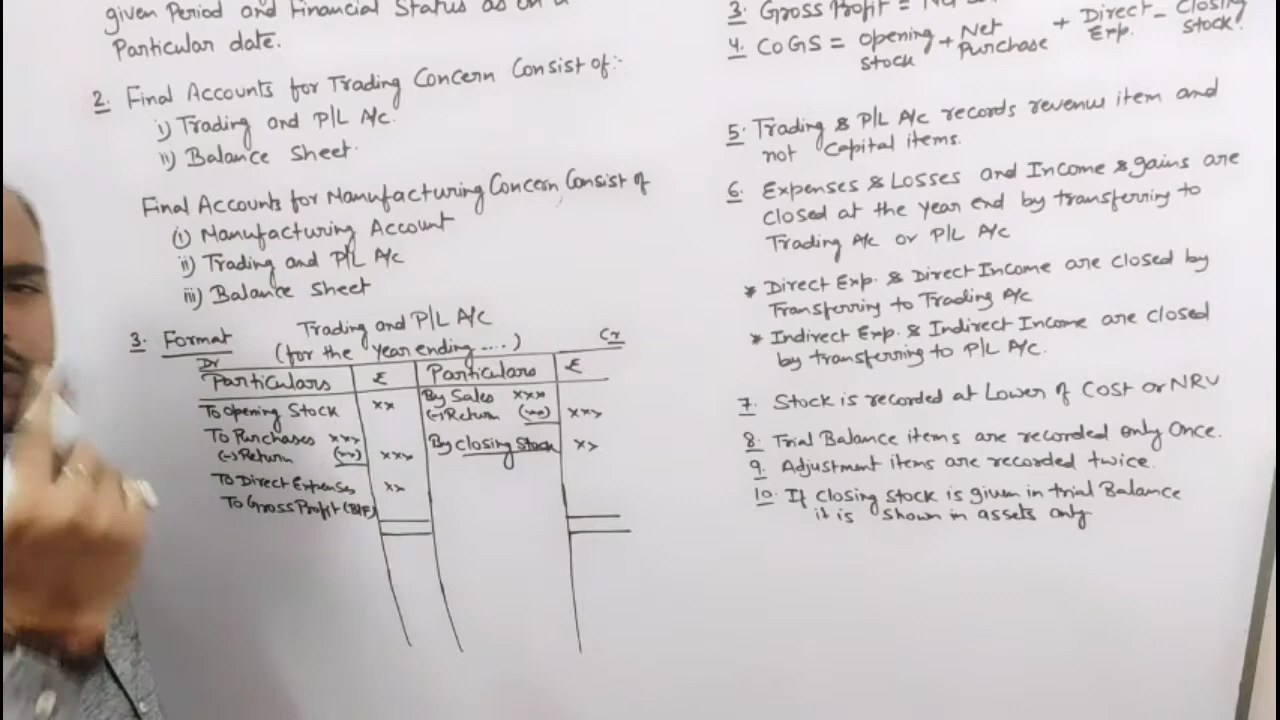 given Period and Financial Status as on a
Particular date.
2. Final Accounts for Trading Concern Consist of:-
i) Trading and P/L A/c.
ii) Balance Sheet.
Final Accounts for Manufacturing Concern Consist of
(i) Manufacturing Account
ii) Trading and P/L A/c
iii) Balance Sheet
3. Format
Trading and P/L A/c
(for the year ending ....)
Dr
Cr
Particulars ₹ Particulars ₹
To Opening Stock xx
By Sales xxx
(-) Return (xx) xxx
To Purchases xxx
(-) Return (xx) xxx
By Closing Stock xx
To Direct Expenses xx
To Gross Profit (B/F)
3. Gross Profit =
4. COGS = Opening Stock + Net Purchase + Direct Exp. - Closing Stock.
5. Trading & P/L A/c records revenue item and
not Capital items.
6. Expenses & Losses and Income & gains are
closed at the year end by transferring to
Trading A/c or P/L A/c
* Direct Exp. & Direct Income are closed by
Transferring to Trading A/c
* Indirect Exp. & Indirect Income are closed
by transferring to P/L A/c.
7. Stock is recorded at Lower of Cost or NRV
8. Trial Balance items are recorded only Once.
9. Adjustment items are recorded twice.
10. If Closing Stock is given in trial Balance
it is shown in assets only